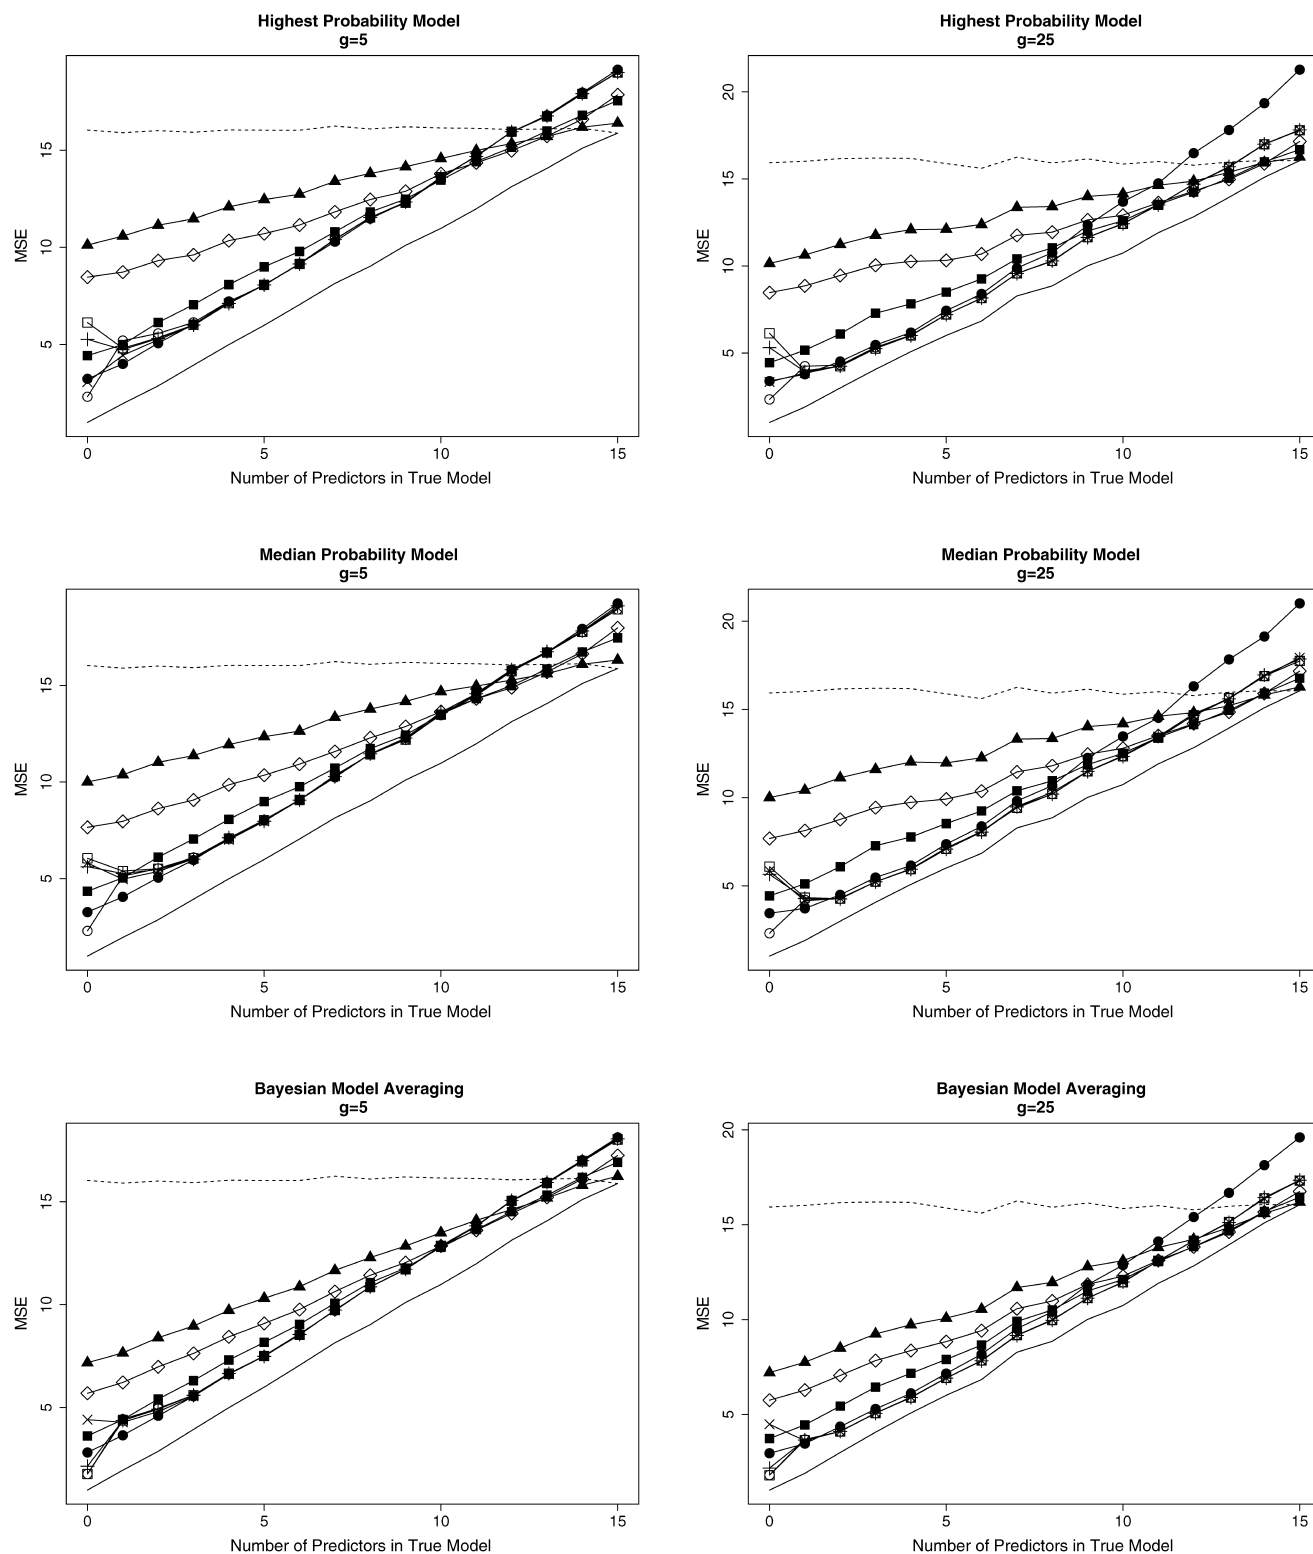 Highest Probability Model
g=5
MSE
15
10
5
0 5 10 15
Number of Predictors in True Model
Highest Probability Model
g=25
MSE
20
15
10
5
0 5 10 15
Number of Predictors in True Model
Median Probability Model
g=5
MSE
15
10
5
0 5 10 15
Number of Predictors in True Model
Median Probability Model
g=25
MSE
20
15
10
5
0 5 10 15
Number of Predictors in True Model
Bayesian Model Averaging
g=5
MSE
15
10
5
0 5 10 15
Number of Predictors in True Model
Bayesian Model Averaging
g=25
MSE
20
15
10
5
0 5 10 15
Number of Predictors in True Model